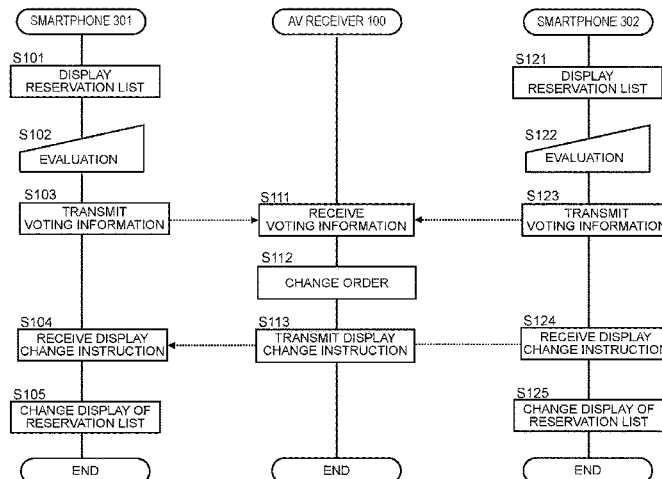 SMARTPHONE 301
AV RECEIVER 100
SMARTPHONE 302
S101
DISPLAY
RESERVATION LIST
S121
DISPLAY
RESERVATION LIST
S102
EVALUATION
S122
EVALUATION
S103
TRANSMIT
VOTING INFORMATION
S111
RECEIVE
VOTING INFORMATION
S123
TRANSMIT
VOTING INFORMATION
S112
CHANGE ORDER
S104
RECEIVE DISPLAY
CHANGE INSTRUCTION
S113
TRANSMIT DISPLAY
CHANGE INSTRUCTION
S124
RECEIVE DISPLAY
CHANGE INSTRUCTION
S105
CHANGE DISPLAY OF
RESERVATION LIST
S125
CHANGE DISPLAY OF
RESERVATION LIST
END
END
END